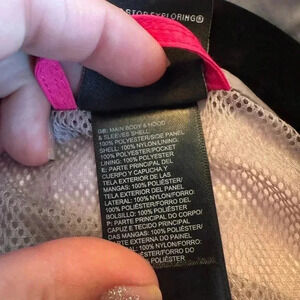 STOP EXPLORING®
GB: MAIN BODY & HOOD
& SLEEVES SHELL:
100% POLYESTER/SIDE PANEL
SHELL: 100% NYLON/LINING:
100% POLYESTER/POCKET
LINING: 100% POLYESTER
E: PARTE PRINCIPAL DEL
CUERPO Y CAPUCHA Y
TELA EXTERIOR DE LAS
MANGAS: 100% POLIÉSTER/
TELA EXTERIOR DEL PANEL
LATERAL: 100% NYLON/FORRO:
100% POLIÉSTER/FORRO DEL
BOLSILLO: 100% POLIÉSTER
P: PARTE PRINCIPAL DO CORPO/
CAPUZ E TECIDO PRINCIPAL
DAS MANGAS: 100% POLIÉSTER/
PARTE EXTERNA DO PAINEL
LATERAL: 100% NYLON/FORRO:
100% POLIÉSTER/FORRO DO
100% POLIÉSTER